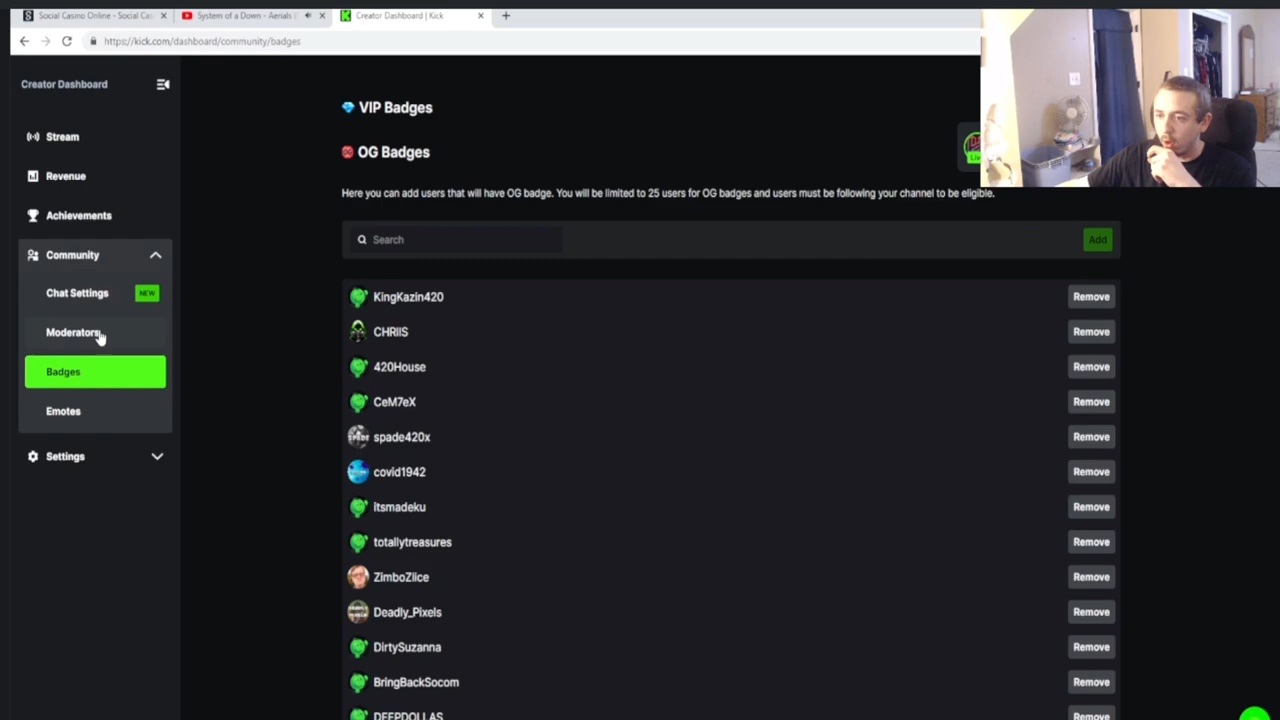 Social Casino Online - Social Cas
System of a Down - Aerials
Creator Dashboard | Kick
https://kick.com/dashboard/community/badges
Creator Dashboard
Stream
Revenue
Achievements
Community
Chat Settings
NEW
Moderators
Badges
Emotes
Settings
VIP Badges
OG Badges
Here you can add users that will have OG badge. You will be limited to 25 users for OG badges and users must be following your channel to be eligible.
Search
Add
KingKazin420
Remove
CHRIIS
Remove
420House
Remove
CeM7eX
Remove
spade420x
Remove
covid1942
Remove
itsmadeku
Remove
totallytreasures
Remove
ZimboZiice
Remove
Deadly_Pixels
Remove
DirtySuzanna
Remove
BringBackSocom
Remove
DEEPDOLLAS
Remove